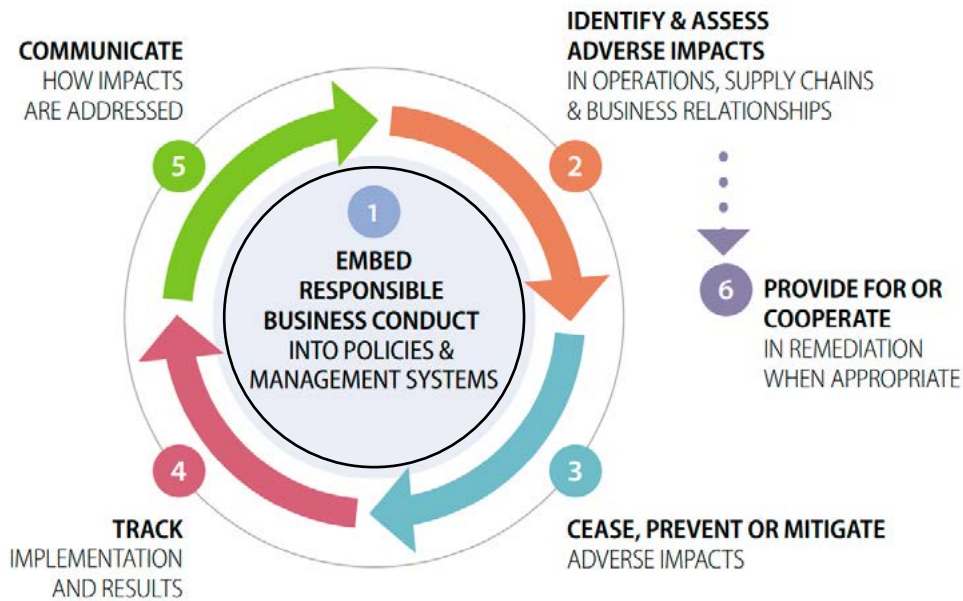 1
EMBED
RESPONSIBLE
BUSINESS CONDUCT
INTO POLICIES &
MANAGEMENT SYSTEMS
2
IDENTIFY & ASSESS
ADVERSE IMPACTS
IN OPERATIONS, SUPPLY CHAINS
& BUSINESS RELATIONSHIPS
3
CEASE, PREVENT OR MITIGATE
ADVERSE IMPACTS
4
TRACK
IMPLEMENTATION
AND RESULTS
5
COMMUNICATE
HOW IMPACTS
ARE ADDRESSED
6
PROVIDE FOR OR
COOPERATE
IN REMEDIATION
WHEN APPROPRIATE